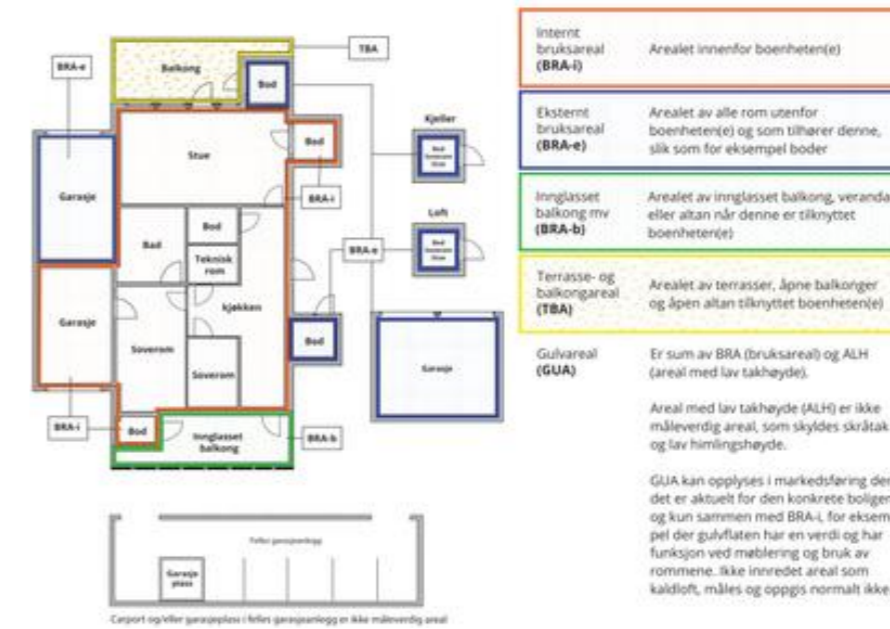 TBA
BRA-e
Balkong
Bod
Kjeller
Stue
Bod
Bod
Garasje
BRA-i
Loft
Bad
Bod
BRA-e
Bod
Teknisk
rom
kjøkken
Garasje
Soverom
Bod
Garasje
Soverom
BRA-i
Bod
Innglasset
balkong
BRA-b
Felles garasjeanlegg
Garasje
plass
Carport og/eller garasjeplass i felles garasjeanlegg er ikke måleverdig areal
Internt
bruksareal
(BRA-i)
Arealet innenfor boenheten(e)
Eksternt
bruksareal
(BRA-e)
Arealet av alle rom utenfor
boenheten(e) og som tilhører denne,
slik som for eksempel boder
Innglasset
balkong mv
(BRA-b)
Arealet av innglasset balkong, veranda
eller altan når denne er tilknyttet
boenheten(e)
Terrasse- og
balkongareal
(TBA)
Arealet av terrasser, åpne balkonger
og åpen altan tilknyttet boenheten(e)
Gulvareal
(GUA)
Er sum av BRA (bruksareal) og ALH
(areal med lav takhøyde).
Areal med lav takhøyde (ALH) er ikke
måleverdig areal, som skyldes skråtak
og lav himlingshøyde.
GUA kan opplyses i markedsføring der
det er aktuelt for den konkrete boligen
og kun sammen med BRA-i, for eksem
pel der gulvflaten har en verdi og har
funksjon ved møblering og bruk av
rommene. Ikke innredet areal som
kaldloft, måles og oppgis normalt ikke